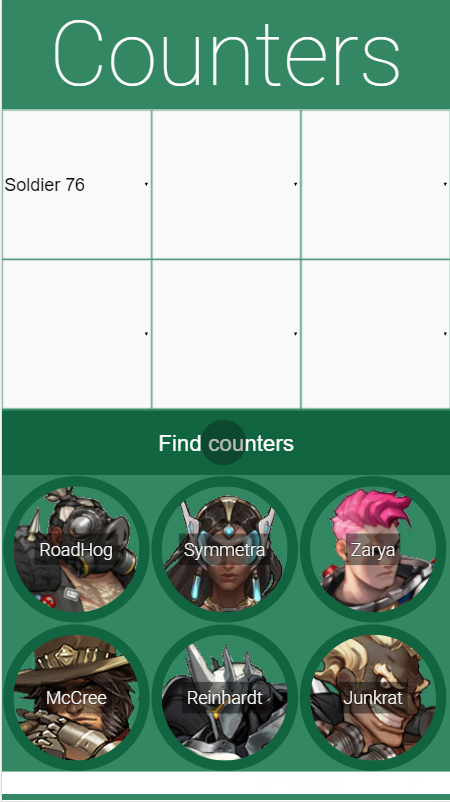 Counters
Soldier 76
Find counters
RoadHog Symmetra Zarya
McCree Reinhardt Junkrat